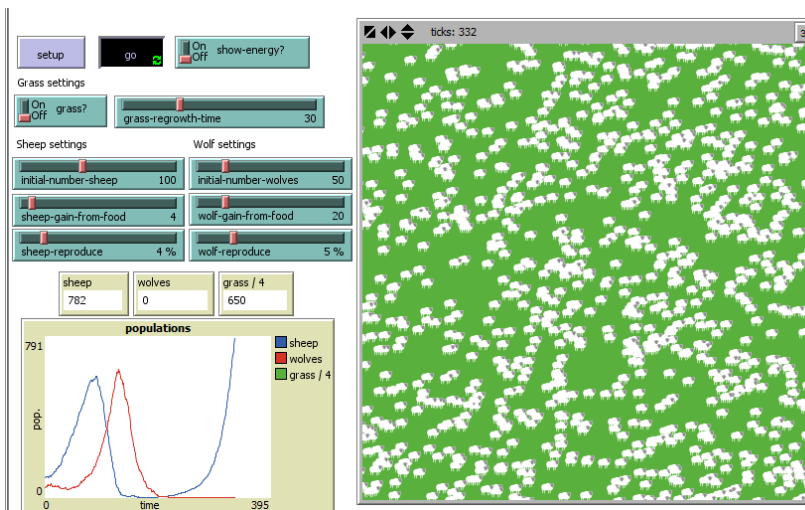 setup
go
On
Off
show-energy?
ticks: 332
3
Grass settings
On
Off
grass?
grass-regrowth-time 30
Sheep settings
Wolf settings
initial-number-sheep 100
initial-number-wolves 50
sheep-gain-from-food 4
wolf-gain-from-food 20
sheep-reproduce 4 %
wolf-reproduce 5 %
sheep
782
wolves
0
grass / 4
650
populations
791
pop.
0
0
time
395
sheep
wolves
grass / 4